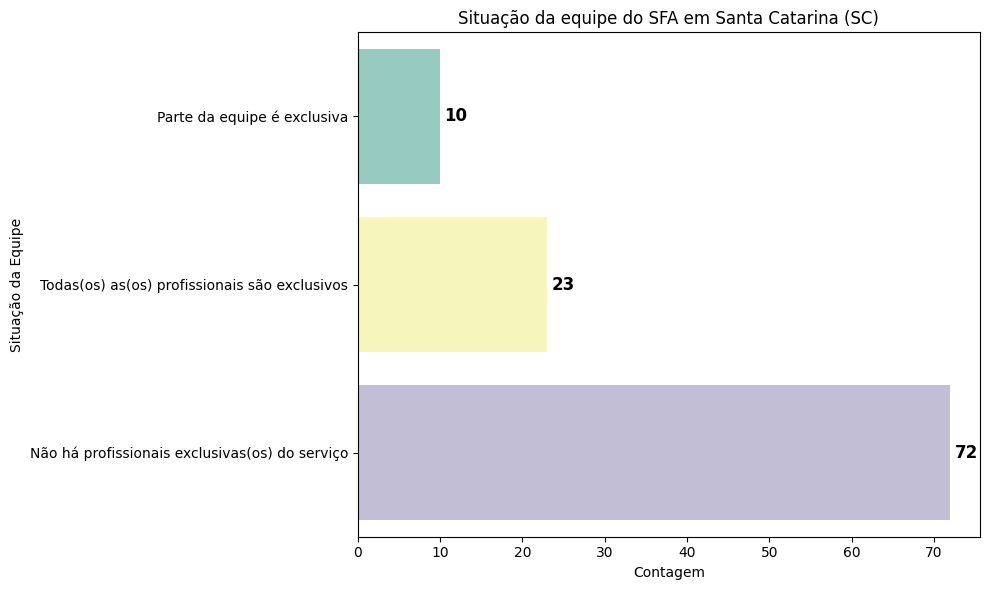 Situação da equipe do SFA em Santa Catarina (SC)
Situação da Equipe
Parte da equipe é exclusiva
10
Todas(os) as(os) profissionais são exclusivos
23
Não há profissionais exclusivas(os) do serviço
72
0 10 20 30 40 50 60 70
Contagem